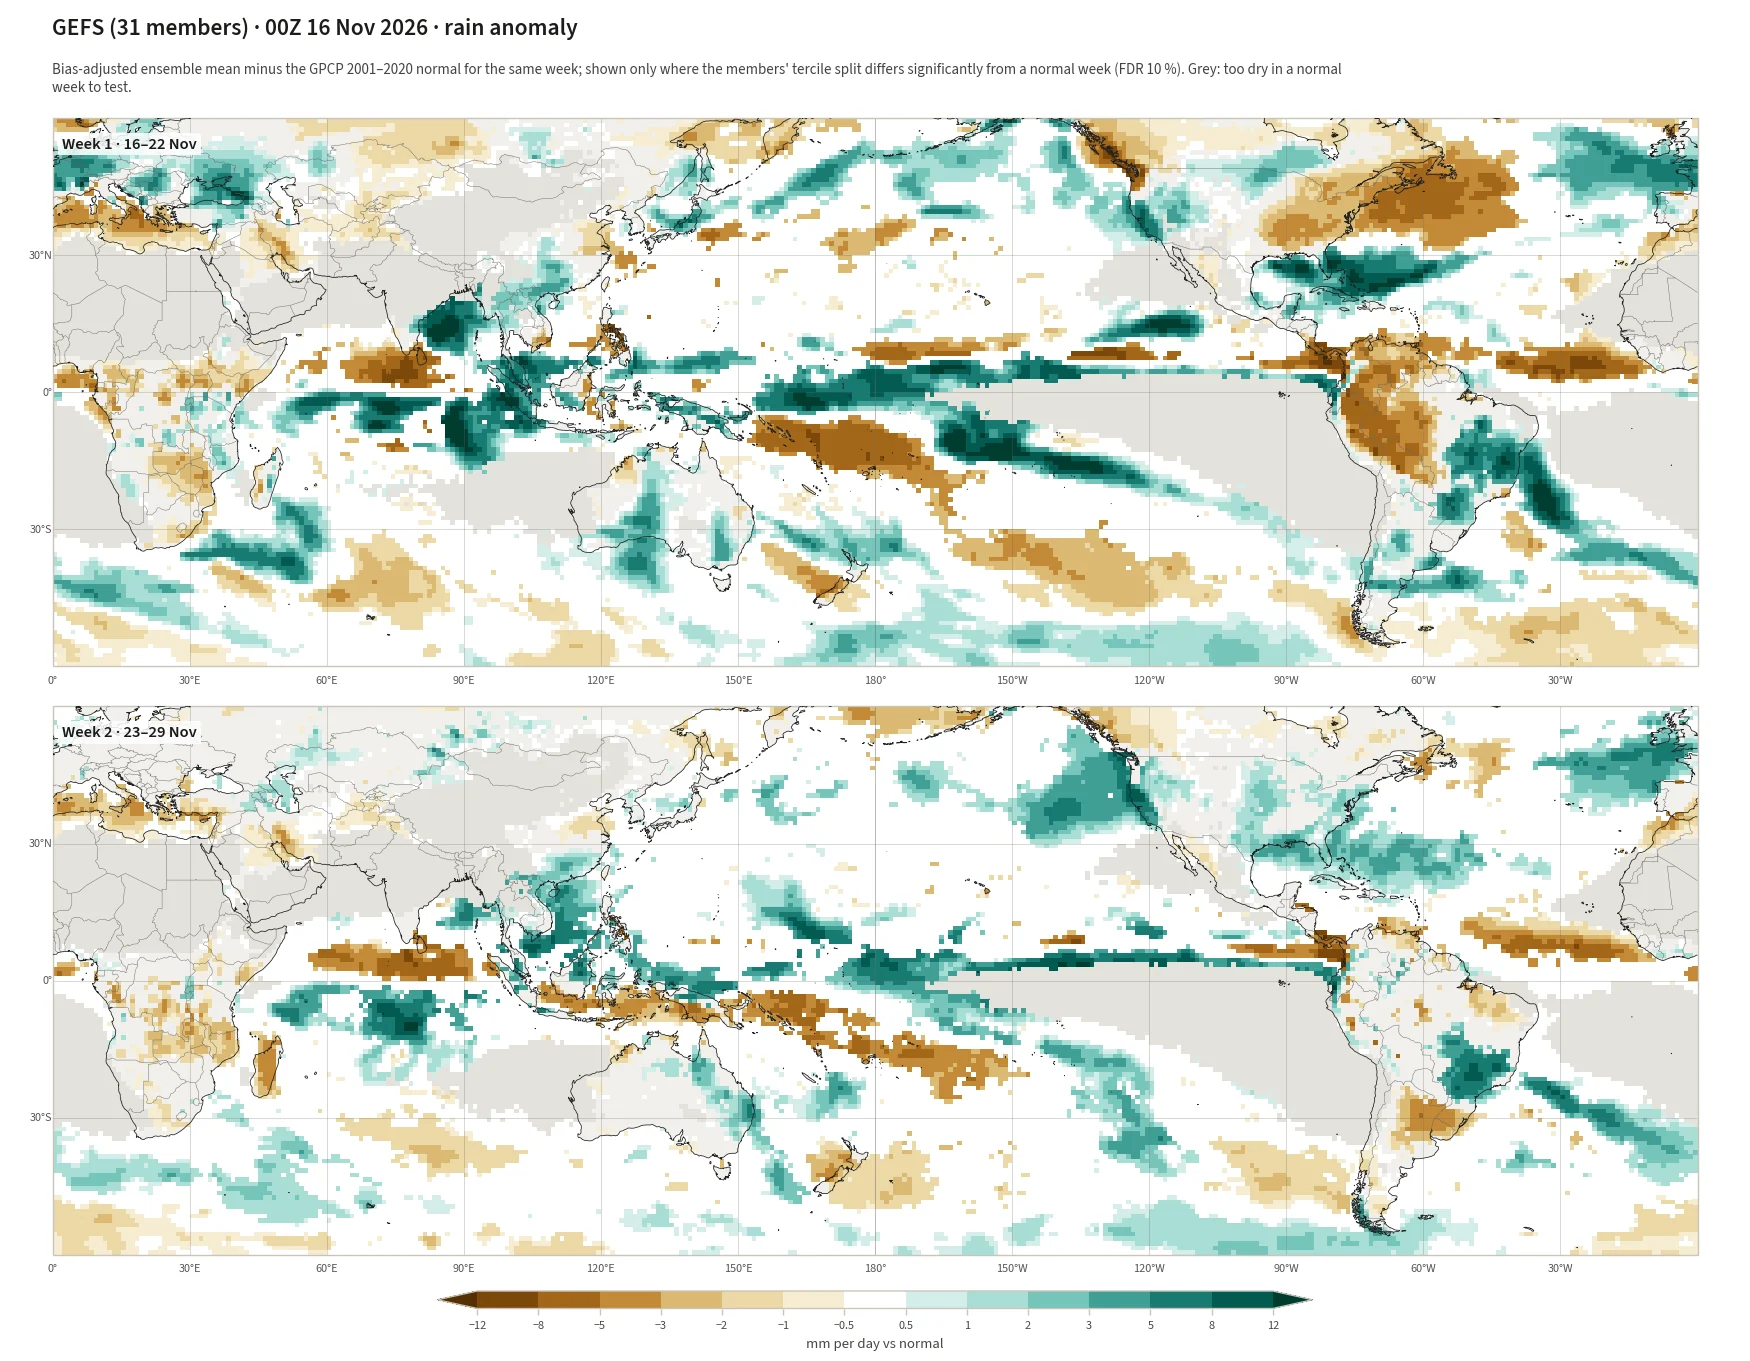 GEFS (31 members) · 00Z 16 Nov 2026 · rain anomaly
Bias-adjusted ensemble mean minus the GPCP 2001–2020 normal for the same week; shown only where the members' tercile split differs significantly from a normal week (FDR 10 %). Grey: too dry in a normal
week to test.
Week 1 · 16–22 Nov
30°N
0°
30°S
0° 30°E 60°E 90°E 120°E 150°E 180° 150°W 120°W 90°W 60°W 30°W
Week 2 · 23–29 Nov
30°N
0°
30°S
0° 30°E 60°E 90°E 120°E 150°E 180° 150°W 120°W 90°W 60°W 30°W
−12 −8 −5 −3 −2 −1 −0.5 0.5 1 2 3 5 8 12
mm per day vs normal